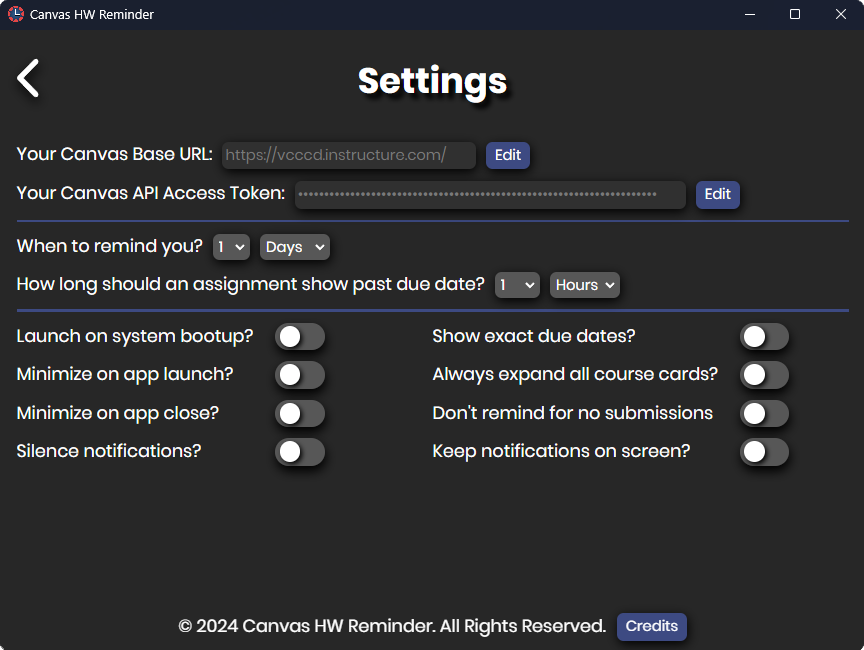 Canvas HW Reminder
Settings
Your Canvas Base URL: https://vcccd.instructure.com/ Edit
Your Canvas API Access Token: Edit
When to remind you? 1 Days
How long should an assignment show past due date? 1 Hours
Launch on system bootup? Show exact due dates?
Minimize on app launch? Always expand all course cards?
Minimize on app close? Don't remind for no submissions
Silence notifications? Keep notifications on screen?
© 2024 Canvas HW Reminder. All Rights Reserved. Credits